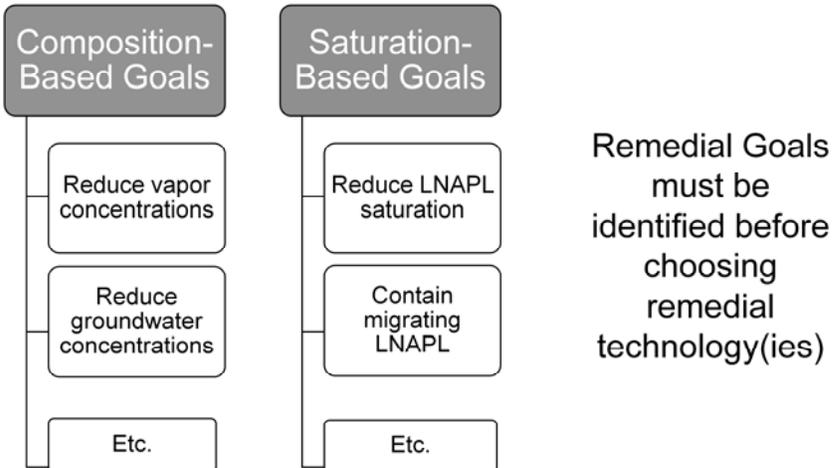 Composition-
Based Goals
Reduce vapor
concentrations
Reduce
groundwater
concentrations
Etc.
Saturation-
Based Goals
Reduce LNAPL
saturation
Contain
migrating
LNAPL
Etc.
Remedial Goals
must be
identified before
choosing
remedial
technology(ies)